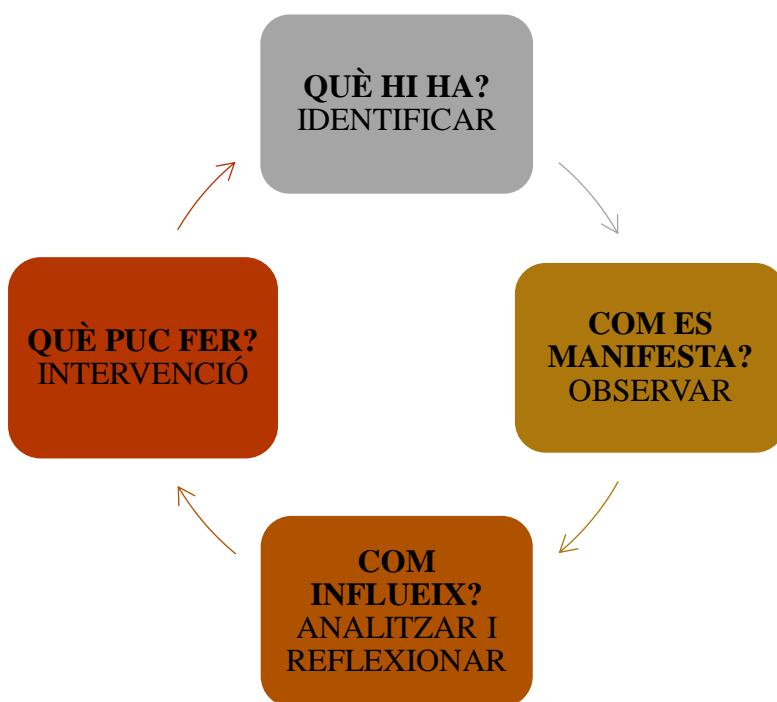 QUÈ HI HA?
IDENTIFICAR
COM ES
MANIFESTA?
OBSERVAR
COM
INFLUEIX?
ANALITZAR I
REFLEXIONAR
QUÈ PUC FER?
INTERVENCIÓ